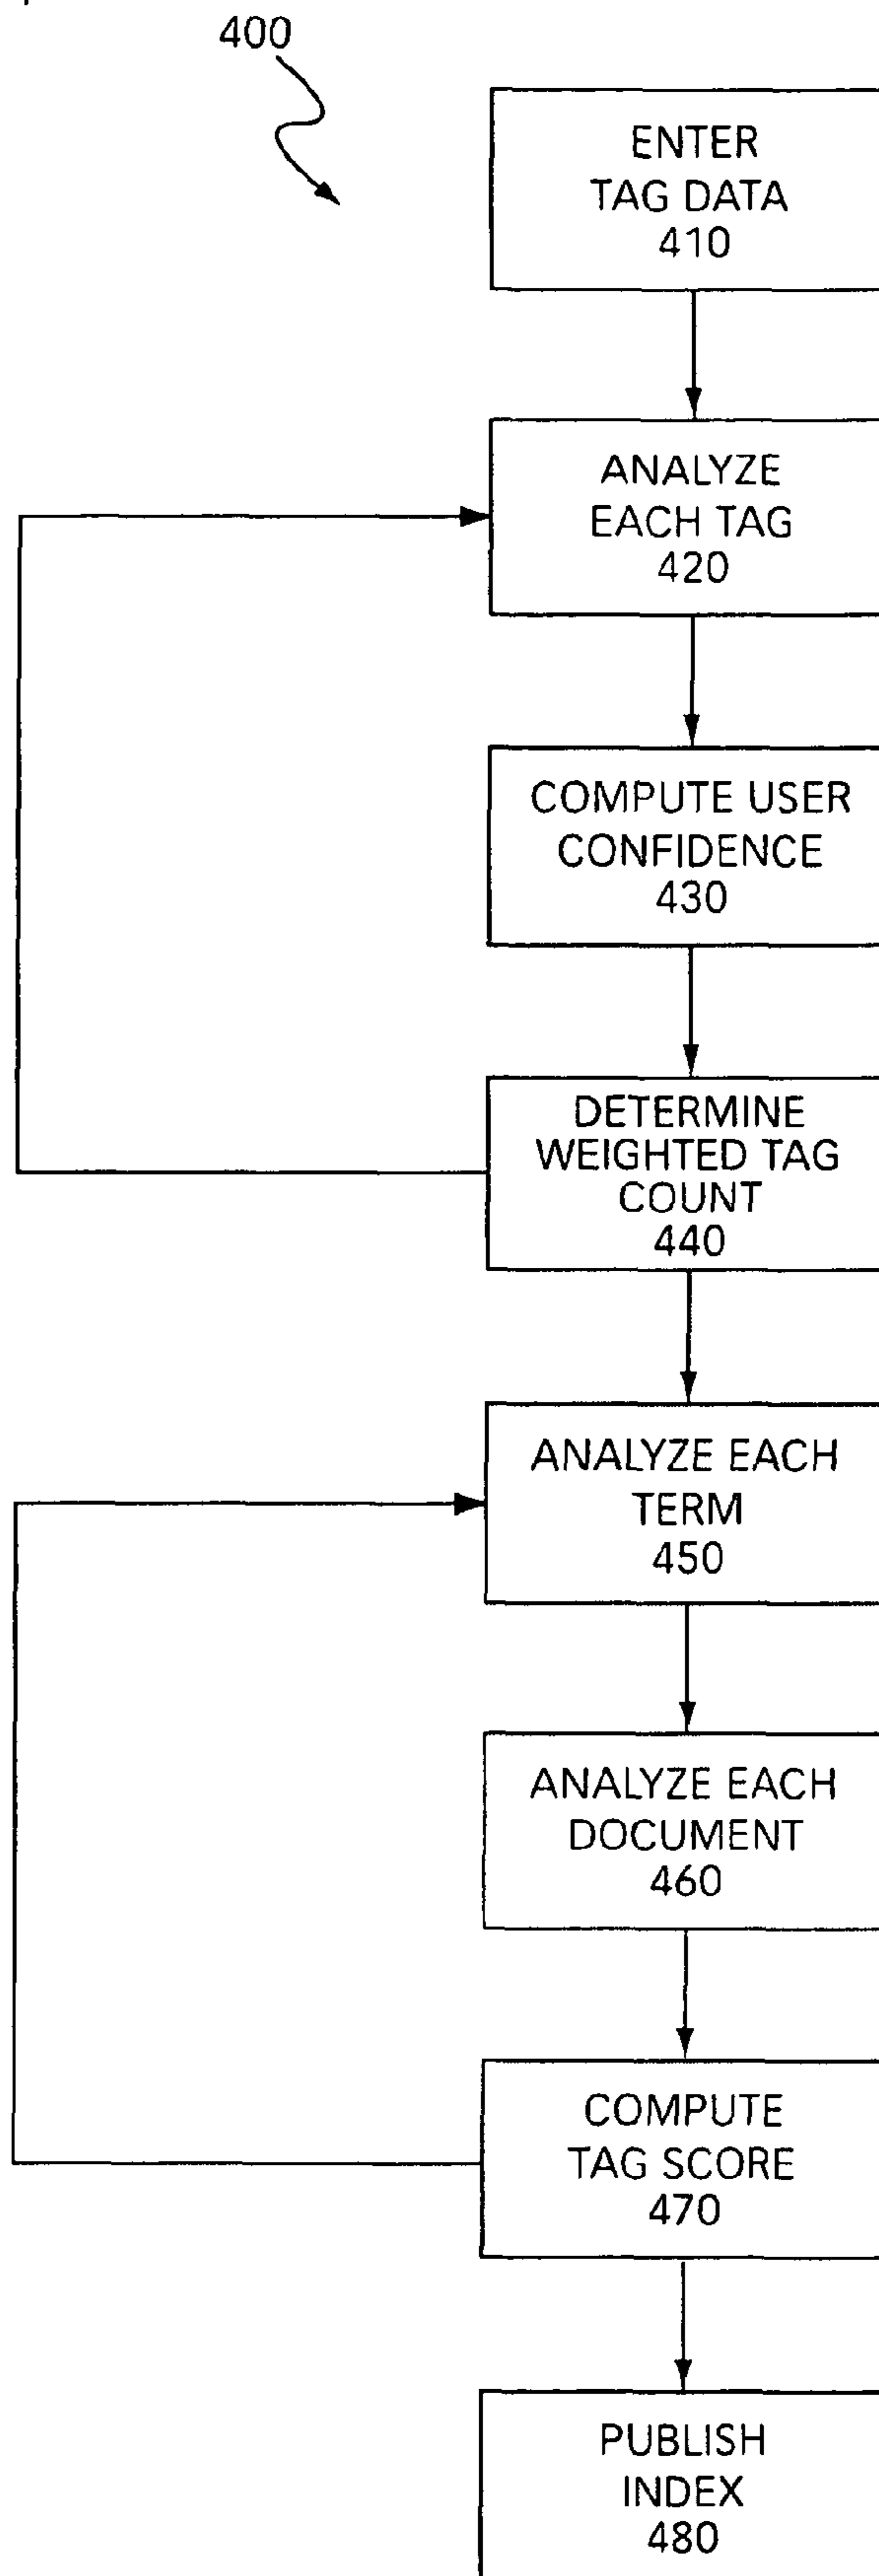 400
ENTER
TAG DATA
410
ANALYZE
EACH TAG
420
COMPUTE USER
CONFIDENCE
430
DETERMINE
WEIGHTED TAG
COUNT
440
ANALYZE EACH
TERM
450
ANALYZE EACH
DOCUMENT
460
COMPUTE
TAG SCORE
470
PUBLISH
INDEX
480